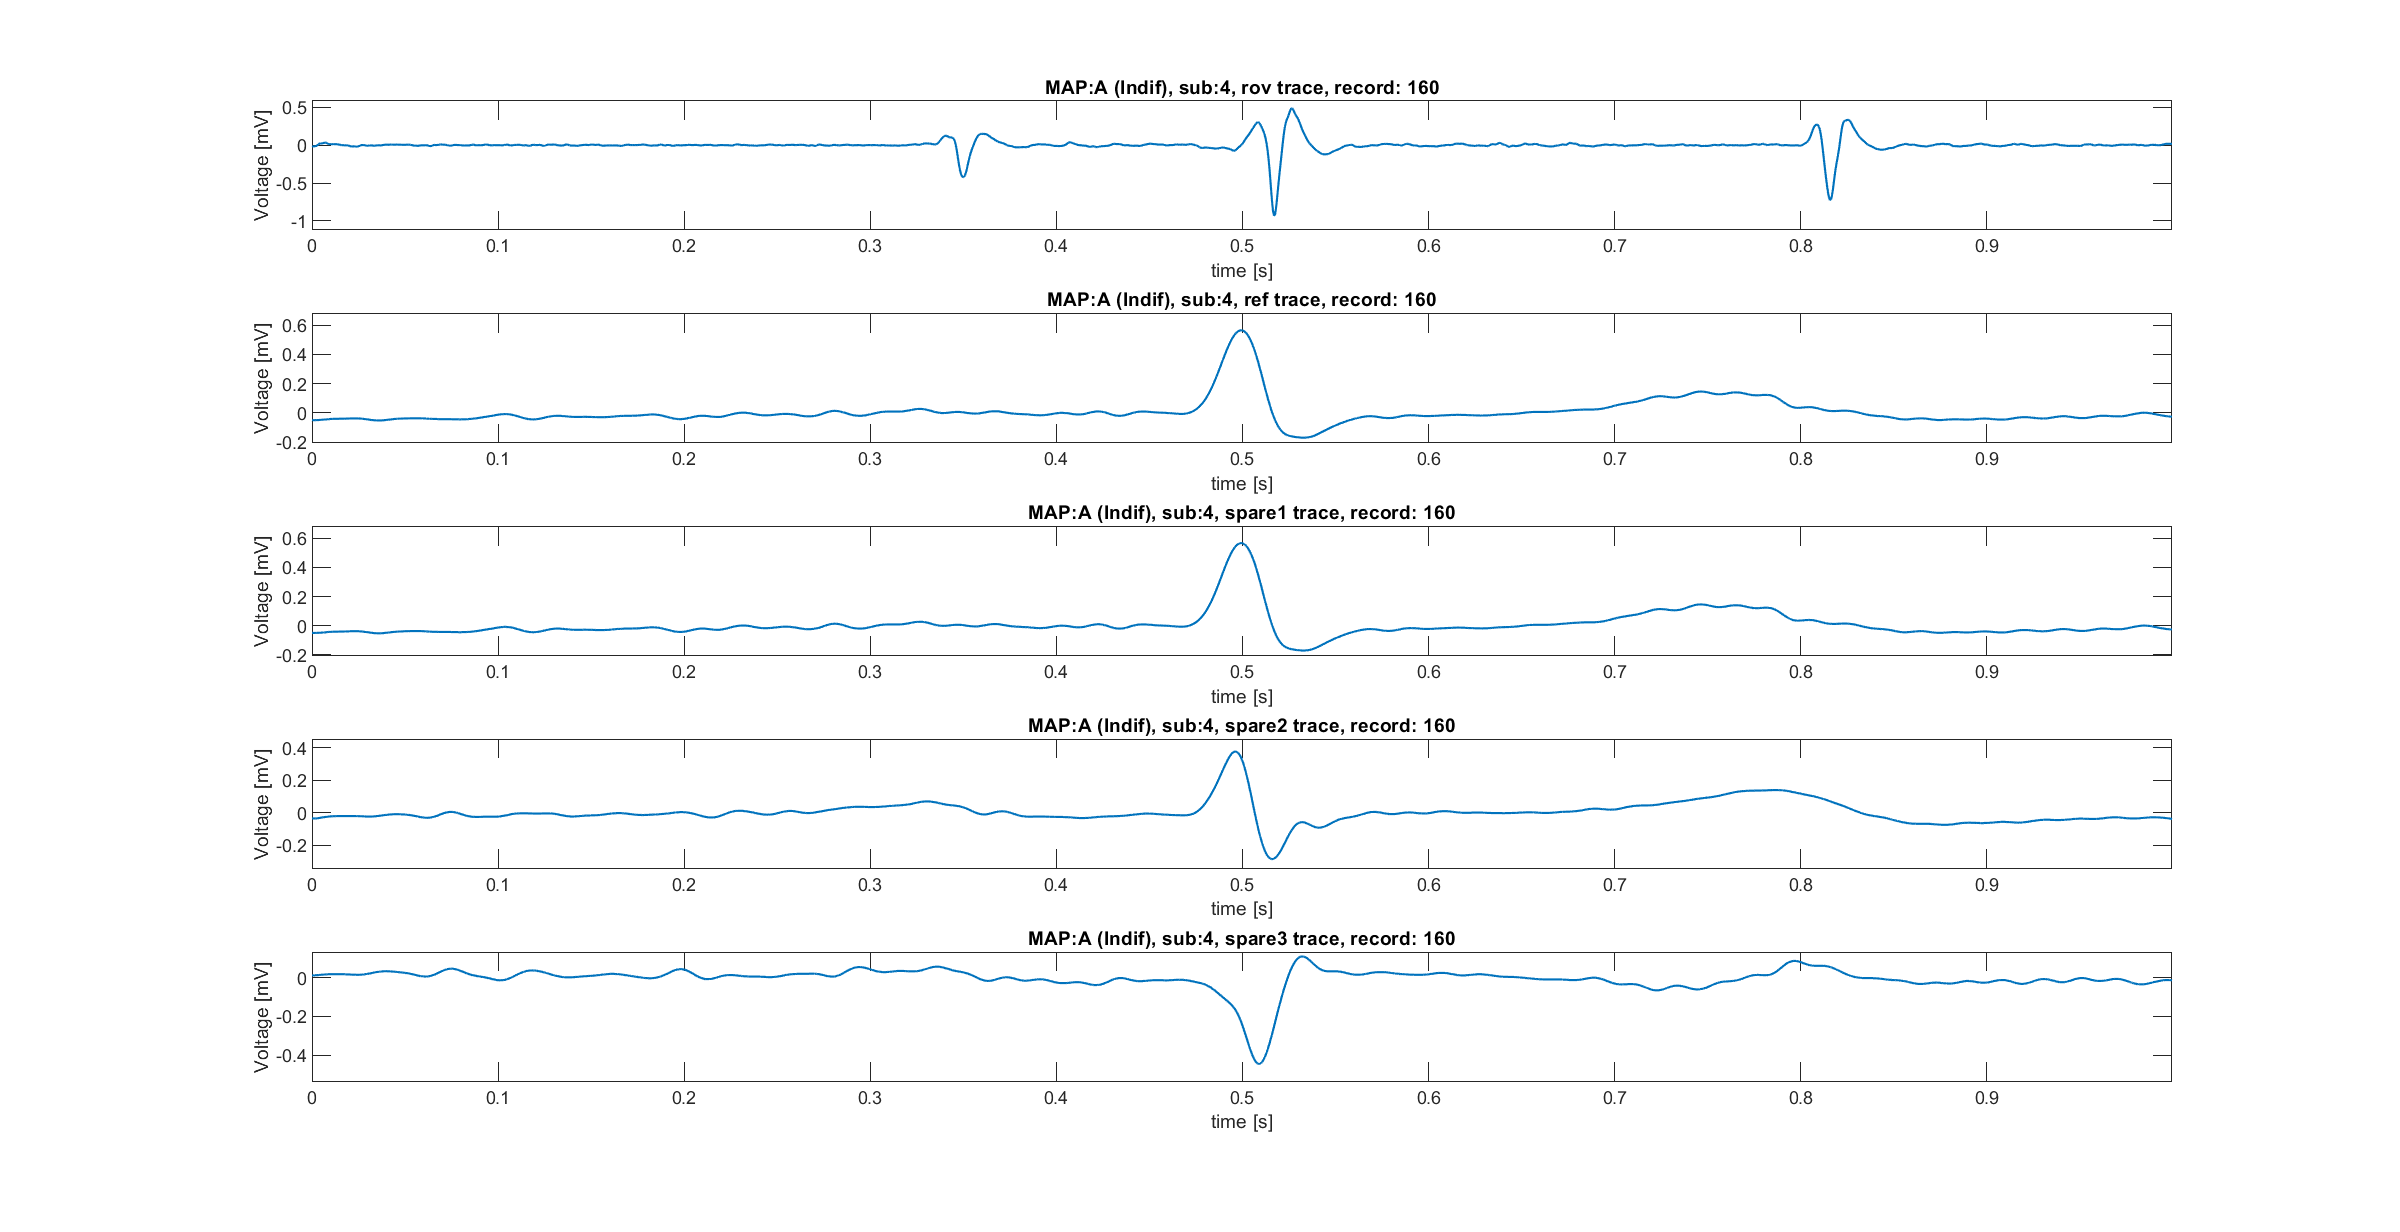 MAP:A (Indif), sub:4, rov trace, record: 160
Voltage [mV]
0.5
0
-0.5
-1
0 0.1 0.2 0.3 0.4 0.5 0.6 0.7 0.8 0.9
time [s]
MAP:A (Indif), sub:4, ref trace, record: 160
Voltage [mV]
0.6
0.4
0.2
0
-0.2
0 0.1 0.2 0.3 0.4 0.5 0.6 0.7 0.8 0.9
time [s]
MAP:A (Indif), sub:4, spare1 trace, record: 160
Voltage [mV]
0.6
0.4
0.2
0
-0.2
0 0.1 0.2 0.3 0.4 0.5 0.6 0.7 0.8 0.9
time [s]
MAP:A (Indif), sub:4, spare2 trace, record: 160
Voltage [mV]
0.4
0.2
0
-0.2
0 0.1 0.2 0.3 0.4 0.5 0.6 0.7 0.8 0.9
time [s]
MAP:A (Indif), sub:4, spare3 trace, record: 160
Voltage [mV]
0
-0.2
-0.4
0 0.1 0.2 0.3 0.4 0.5 0.6 0.7 0.8 0.9
time [s]